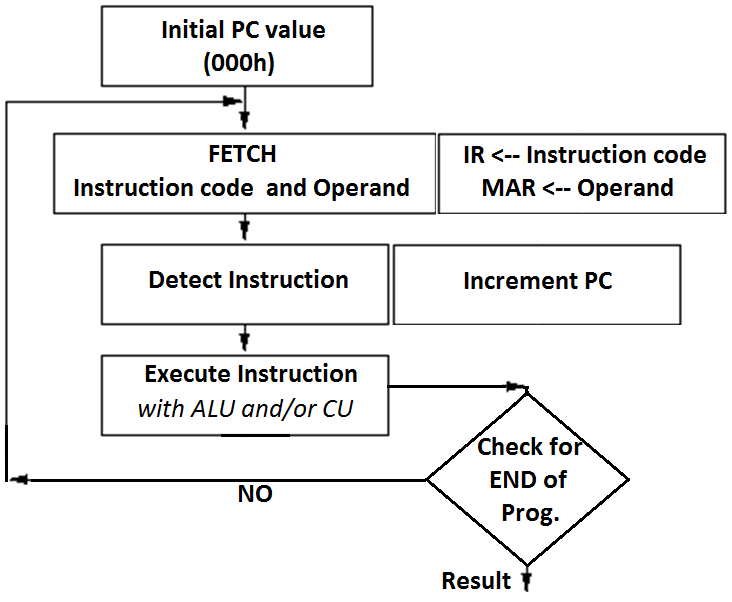 Initial PC value
(000h)
FETCH
Instruction code and Operand
IR <-- Instruction code
MAR <-- Operand
Detect Instruction
Increment PC
Execute Instruction
with ALU and/or CU
Check for
END of
Prog.
NO
Result